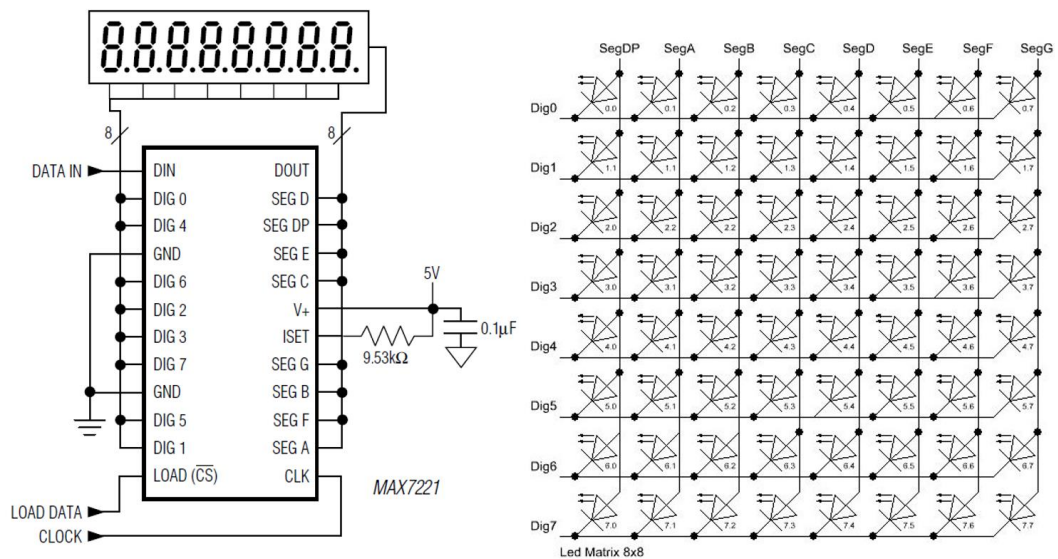 8.8.8.8.8.8.8.8.
8 8
DATA IN DIN DOUT
DIG 0 SEG D
DIG 4 SEG DP
GND SEG E
DIG 6 SEG C
5V
DIG 2 V+
DIG 3 ISET 0.1μF
9.53kΩ
DIG 7 SEG G
GND SEG B
DIG 5 SEG F
DIG 1 SEG A
LOAD (CS) CLK
MAX7221
LOAD DATA
CLOCK
SegDP SegA SegB SegC SegD SegE SegF SegG
Dig0 0.0 0.1 0.2 0.3 0.4 0.5 0.6 0.7
Dig1 1.1 1.1 1.2 1.3 1.4 1.5 1.6 1.7
Dig2 2.0 2.2 2.2 2.3 2.4 2.5 2.6 2.7
Dig3 3.0 3.1 3.2 3.3 3.4 3.5 3.6 3.7
Dig4 4.0 4.1 4.2 4.3 4.4 4.5 4.6 4.7
Dig5 5.0 5.1 5.2 5.3 5.4 5.5 5.6 5.7
Dig6 6.0 6.1 6.2 6.3 6.4 6.5 6.6 6.7
Dig7 7.0 7.1 7.2 7.3 7.4 7.5 7.6 7.7
Led Matrix 8x8